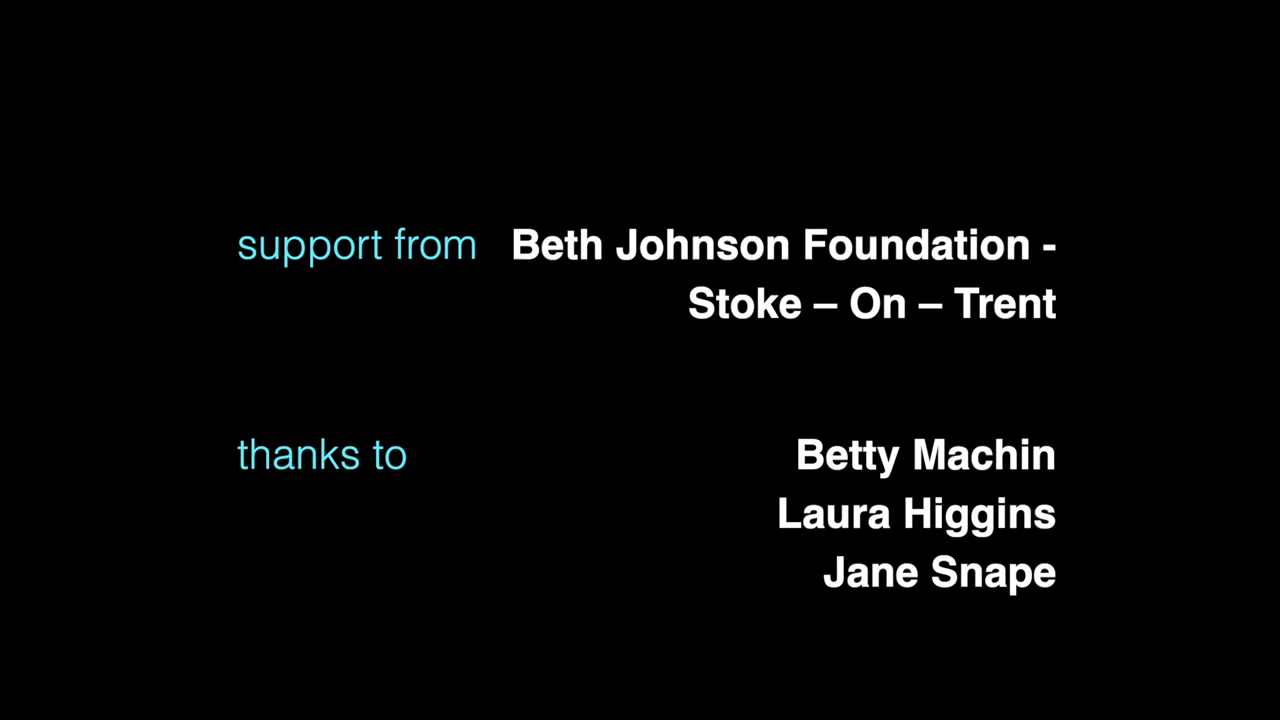 support from Beth Johnson Foundation -
Stoke – On – Trent
thanks to Betty Machin
Laura Higgins
Jane Snape